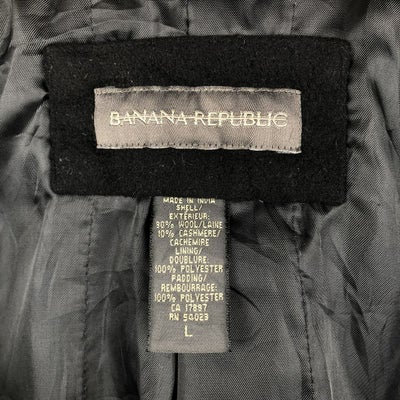 BANANA REPUBLIC
MADE IN INDIA
SHELL/
EXTÉRIEUR:
90% WOOL/LAINE
10% CASHMERE/
CACHEMIRE
LINING/
DOUBLURE:
100% POLYESTER
PADDING/
REMBOURRAGE:
100% POLYESTER
CA 17897
RN 54023
L